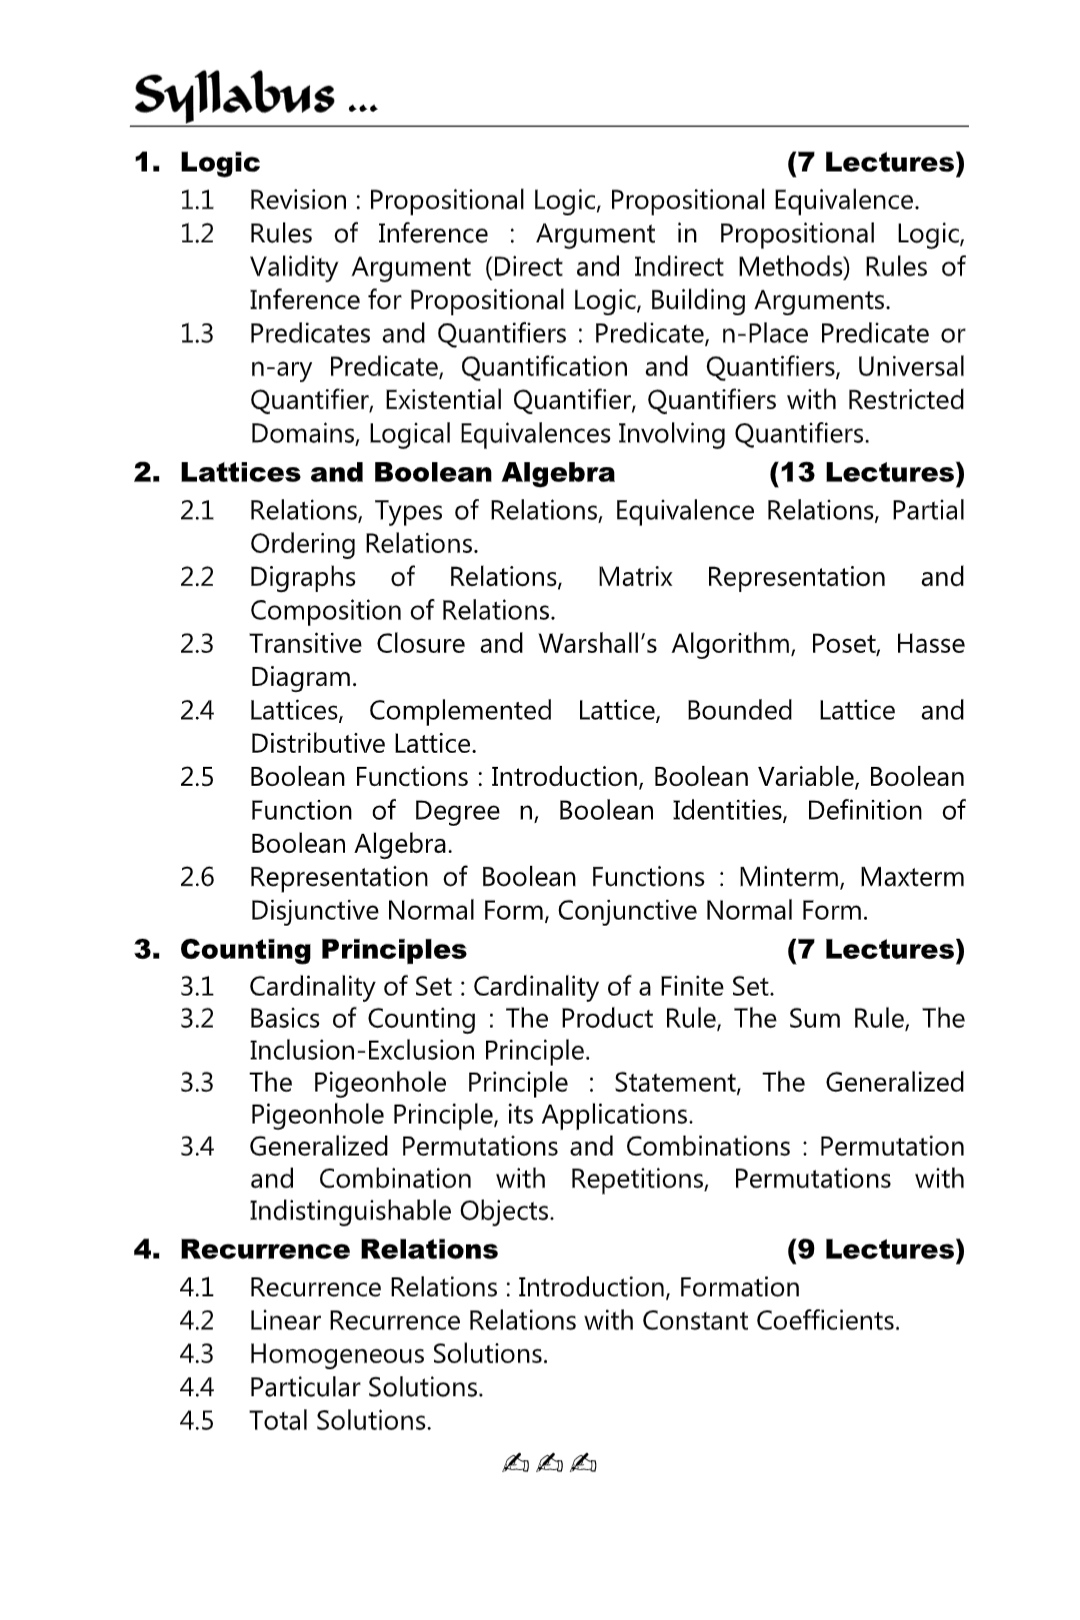 Syllabus ...
1. Logic (7 Lectures)
1.1 Revision : Propositional Logic, Propositional Equivalence.
1.2 Rules of Inference : Argument in Propositional Logic,
Validity Argument (Direct and Indirect Methods) Rules of
Inference for Propositional Logic, Building Arguments.
1.3 Predicates and Quantifiers : Predicate, n-Place Predicate or
n-ary Predicate, Quantification and Quantifiers, Universal
Quantifier, Existential Quantifier, Quantifiers with Restricted
Domains, Logical Equivalences Involving Quantifiers.
2. Lattices and Boolean Algebra (13 Lectures)
2.1 Relations, Types of Relations, Equivalence Relations, Partial
Ordering Relations.
2.2 Digraphs of Relations, Matrix Representation and
Composition of Relations.
2.3 Transitive Closure and Warshall’s Algorithm, Poset, Hasse
Diagram.
2.4 Lattices, Complemented Lattice, Bounded Lattice and
Distributive Lattice.
2.5 Boolean Functions : Introduction, Boolean Variable, Boolean
Function of Degree n, Boolean Identities, Definition of
Boolean Algebra.
2.6 Representation of Boolean Functions : Minterm, Maxterm
Disjunctive Normal Form, Conjunctive Normal Form.
3. Counting Principles (7 Lectures)
3.1 Cardinality of Set : Cardinality of a Finite Set.
3.2 Basics of Counting : The Product Rule, The Sum Rule, The
Inclusion-Exclusion Principle.
3.3 The Pigeonhole Principle : Statement, The Generalized
Pigeonhole Principle, its Applications.
3.4 Generalized Permutations and Combinations : Permutation
and Combination with Repetitions, Permutations with
Indistinguishable Objects.
4. Recurrence Relations (9 Lectures)
4.1 Recurrence Relations : Introduction, Formation
4.2 Linear Recurrence Relations with Constant Coefficients.
4.3 Homogeneous Solutions.
4.4 Particular Solutions.
4.5 Total Solutions.